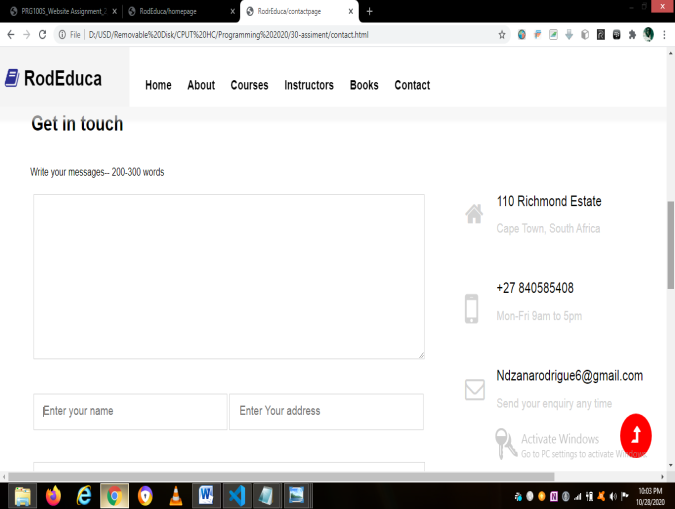 PRG100S_Website Assignment_
RodEduca/homepage
RodrEduca/contactpage
File D:/USD/Removable%20Disk/CPUT%20HC/Programming%202020/30-assiment/contact.html
RodEduca
Home About Courses Instructors Books Contact
Get in touch
Write your messages-- 200-300 words
110 Richmond Estate
Cape Town, South Africa
+27 840585408
Mon-Fri 9am to 5pm
Ndzanarodrigue6@gmail.com
Send your enquiry any time
Enter your name
Enter Your address
Activate Windows
Go to PC settings to activate Windows.
10:03 PM
10/28/2020